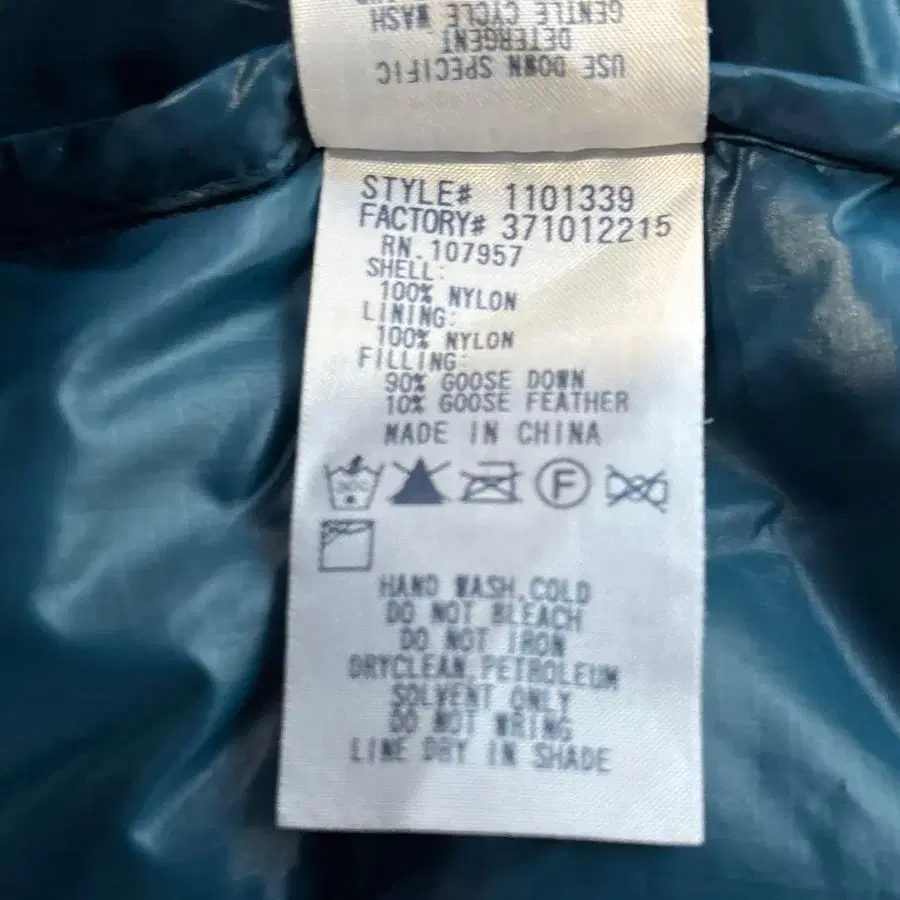 GENTLE CYCLE WASH
DETERGENT
USE DOWN SPECIFIC
STYLE# 1101339
FACTORY# 371012215
RN.107957
SHELL:
100% NYLON
LINING:
100% NYLON
FILLING:
90% GOOSE DOWN
10% GOOSE FEATHER
MADE IN CHINA
30C
F
HAND WASH,COLD
DO NOT BLEACH
DO NOT IRON
DRYCLEAN,PETROLEUM
SOLVENT ONLY
DO NOT WRING
LINE DRY IN SHADE